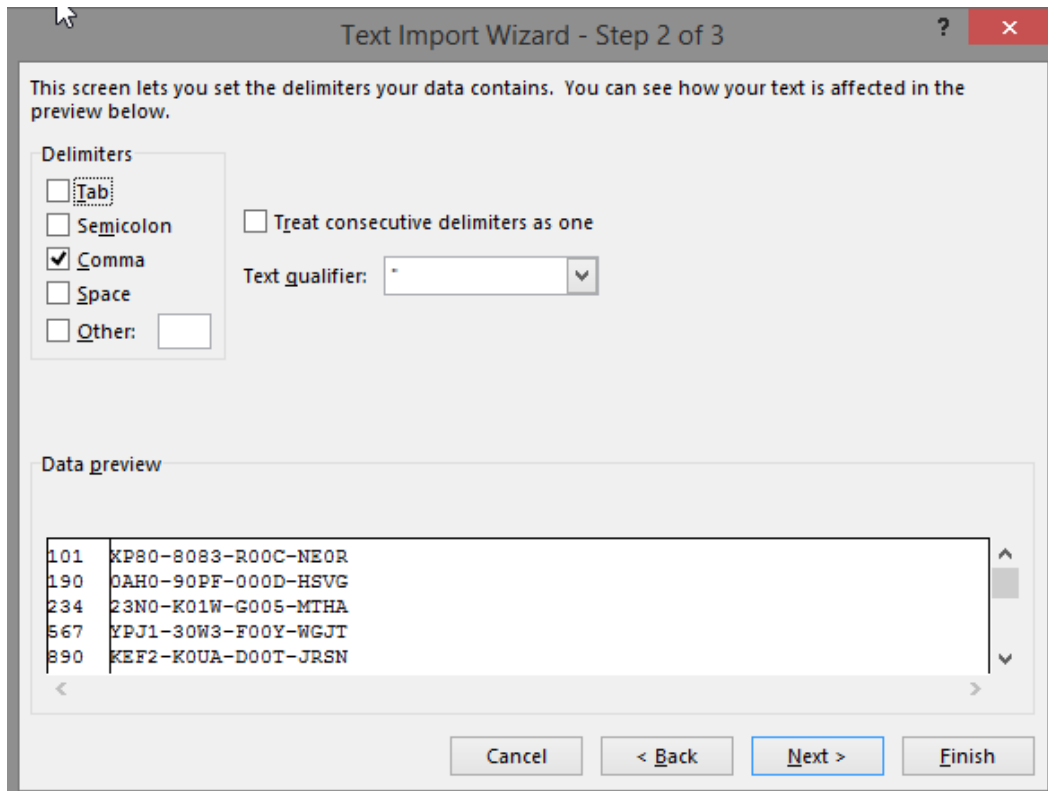 Text Import Wizard - Step 2 of 3
?
This screen lets you set the delimiters your data contains. You can see how your text is affected in the
preview below.
Delimiters
Tab
Semicolon
Comma
Space
Other:
Treat consecutive delimiters as one
Text qualifier: "
Data preview
101 XP80-8083-R00C-NE0R
190 0AH0-90PF-000D-HSVG
234 23N0-K01W-G005-MTHA
567 YPJ1-30W3-F00Y-WGJT
890 KEF2-K0UA-D00T-JRSN
Cancel < Back Next > Finish